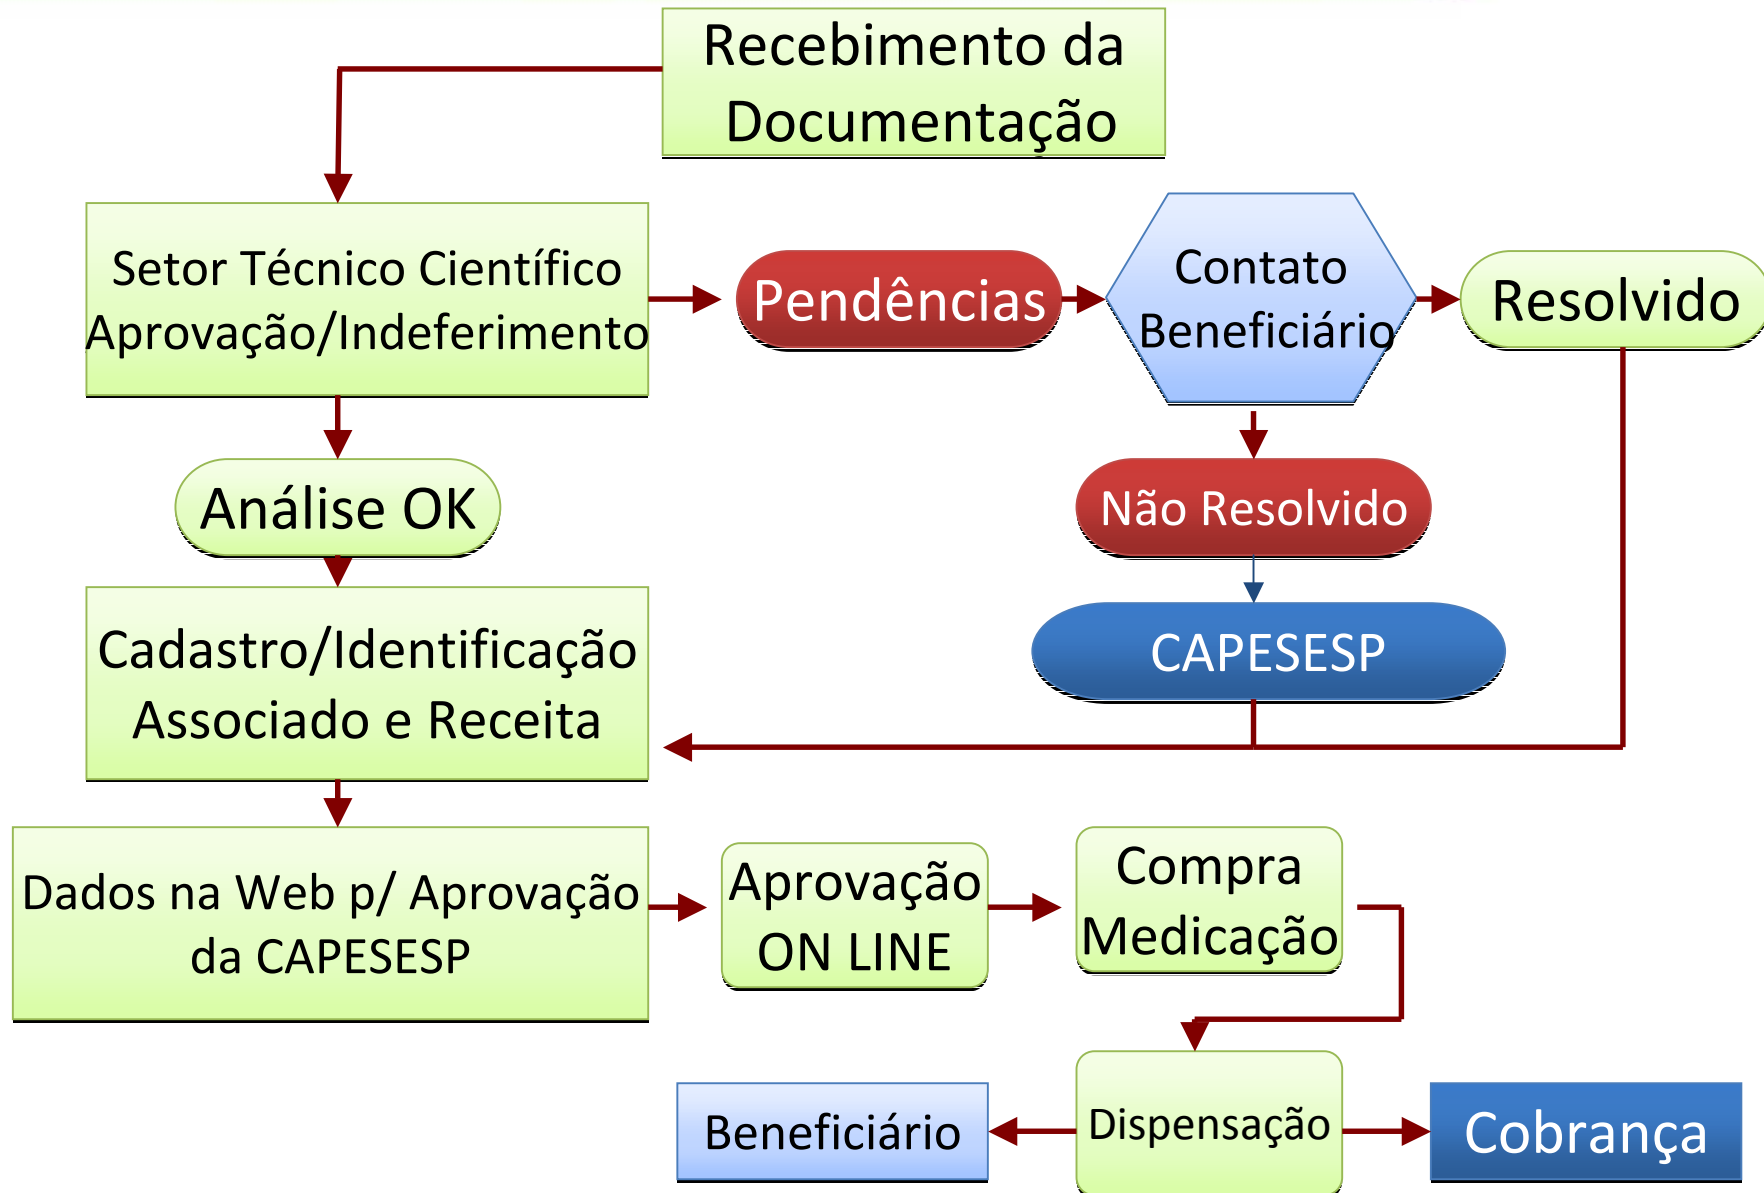 Recebimento da
Documentação
Setor Técnico Científico
Aprovação/Indeferimento
Pendências
Contato
Beneficiário
Resolvido
Análise OK
Não Resolvido
Cadastro/Identificação
Associado e Receita
CAPESESP
Dados na Web p/ Aprovação
da CAPESESP
Aprovação
ON LINE
Compra
Medicação
Beneficiário
Dispensação
Cobrança